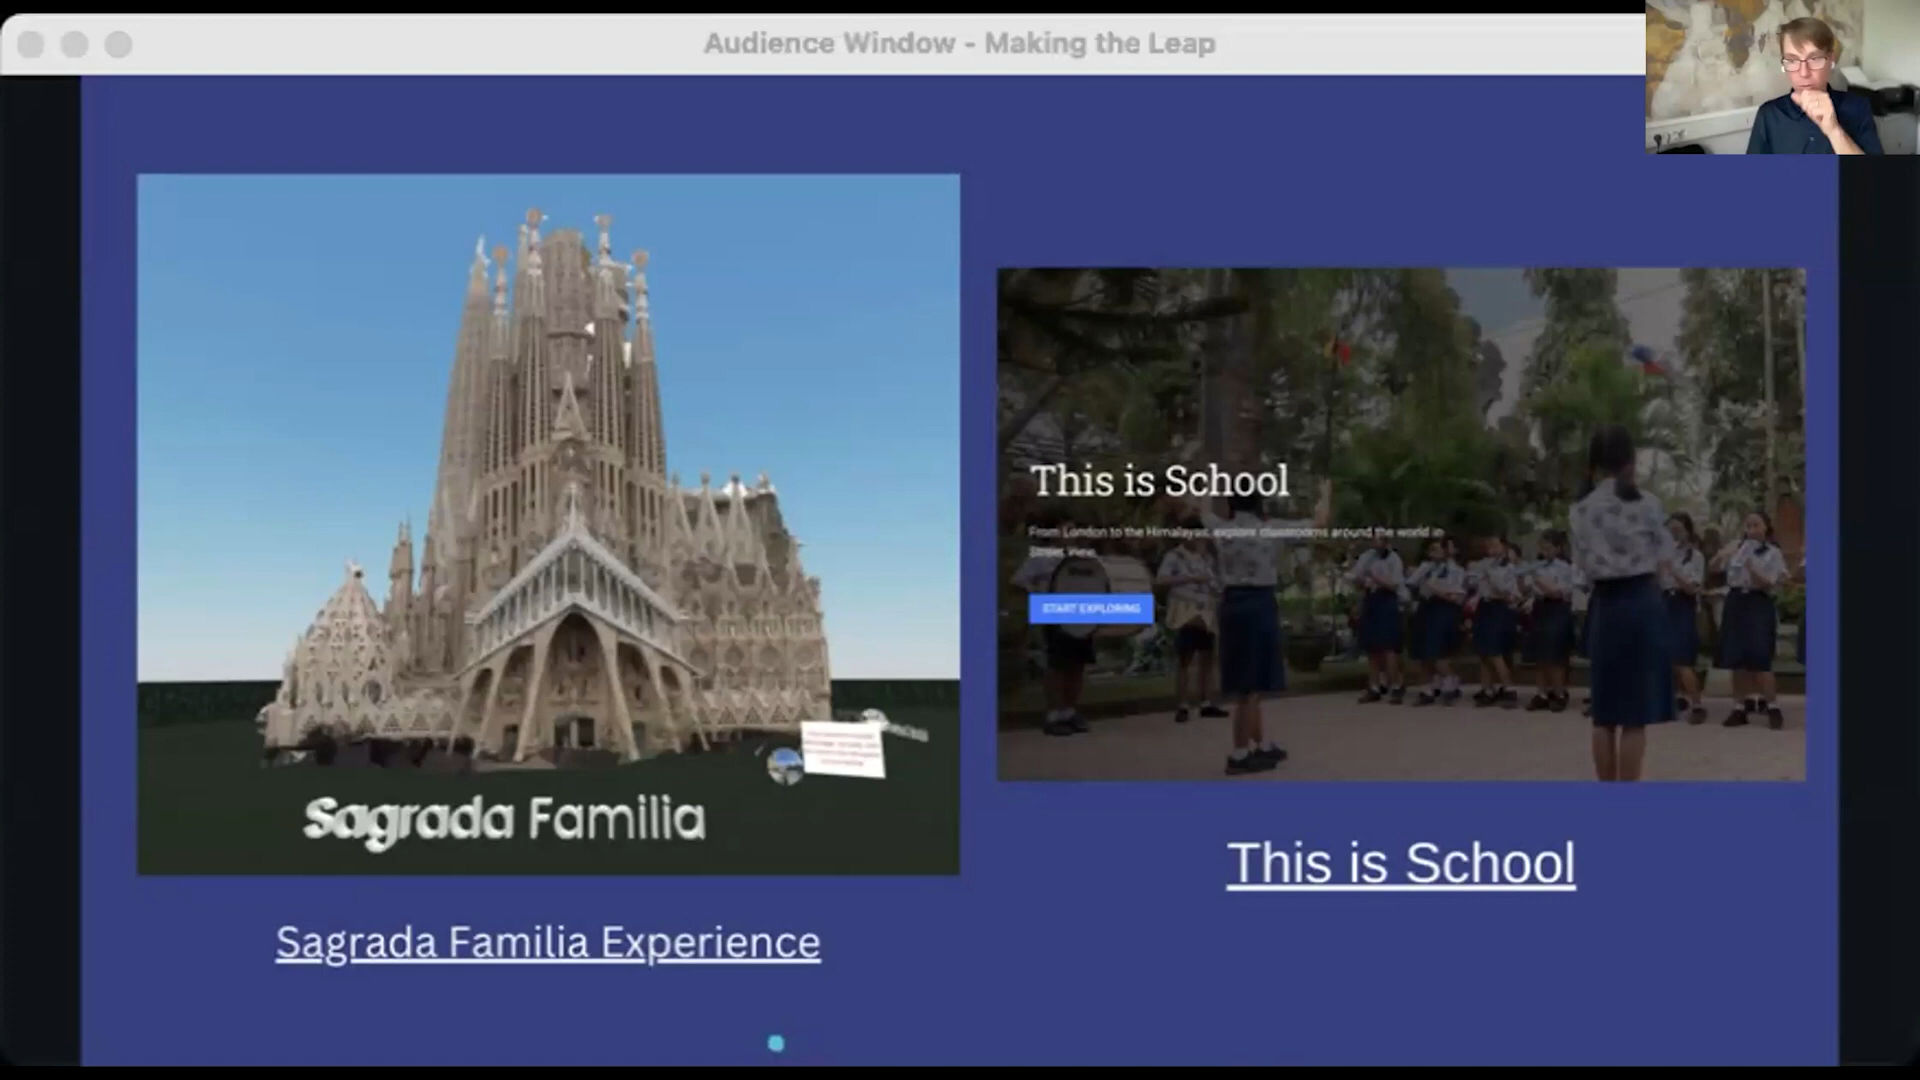 Audience Window - Making the Leap
Sagrada Familia
Sagrada Familia Experience
This is School
From London to the Himalayas, explore classrooms around the world in
Street View.
START EXPLORING
This is School